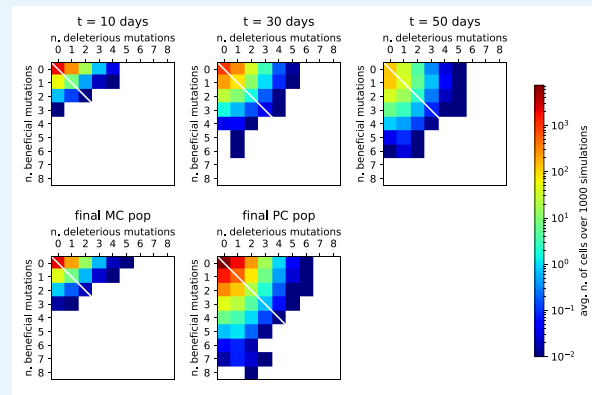 t = 10 days
n. deleterious mutations
0 1 2 3 4 5 6 7 8
n. beneficial mutations
0
1
2
3
4
5
6
7
8
t = 30 days
n. deleterious mutations
0 1 2 3 4 5 6 7 8
n. beneficial mutations
0
1
2
3
4
5
6
7
8
t = 50 days
n. deleterious mutations
0 1 2 3 4 5 6 7 8
n. beneficial mutations
0
1
2
3
4
5
6
7
8
final MC pop
n. deleterious mutations
0 1 2 3 4 5 6 7 8
n. beneficial mutations
0
1
2
3
4
5
6
7
8
final PC pop
n. deleterious mutations
0 1 2 3 4 5 6 7 8
n. beneficial mutations
0
1
2
3
4
5
6
7
8
10³
10²
10¹
10⁰
10⁻¹
10⁻²
avg. n. of cells over 1000 simulations